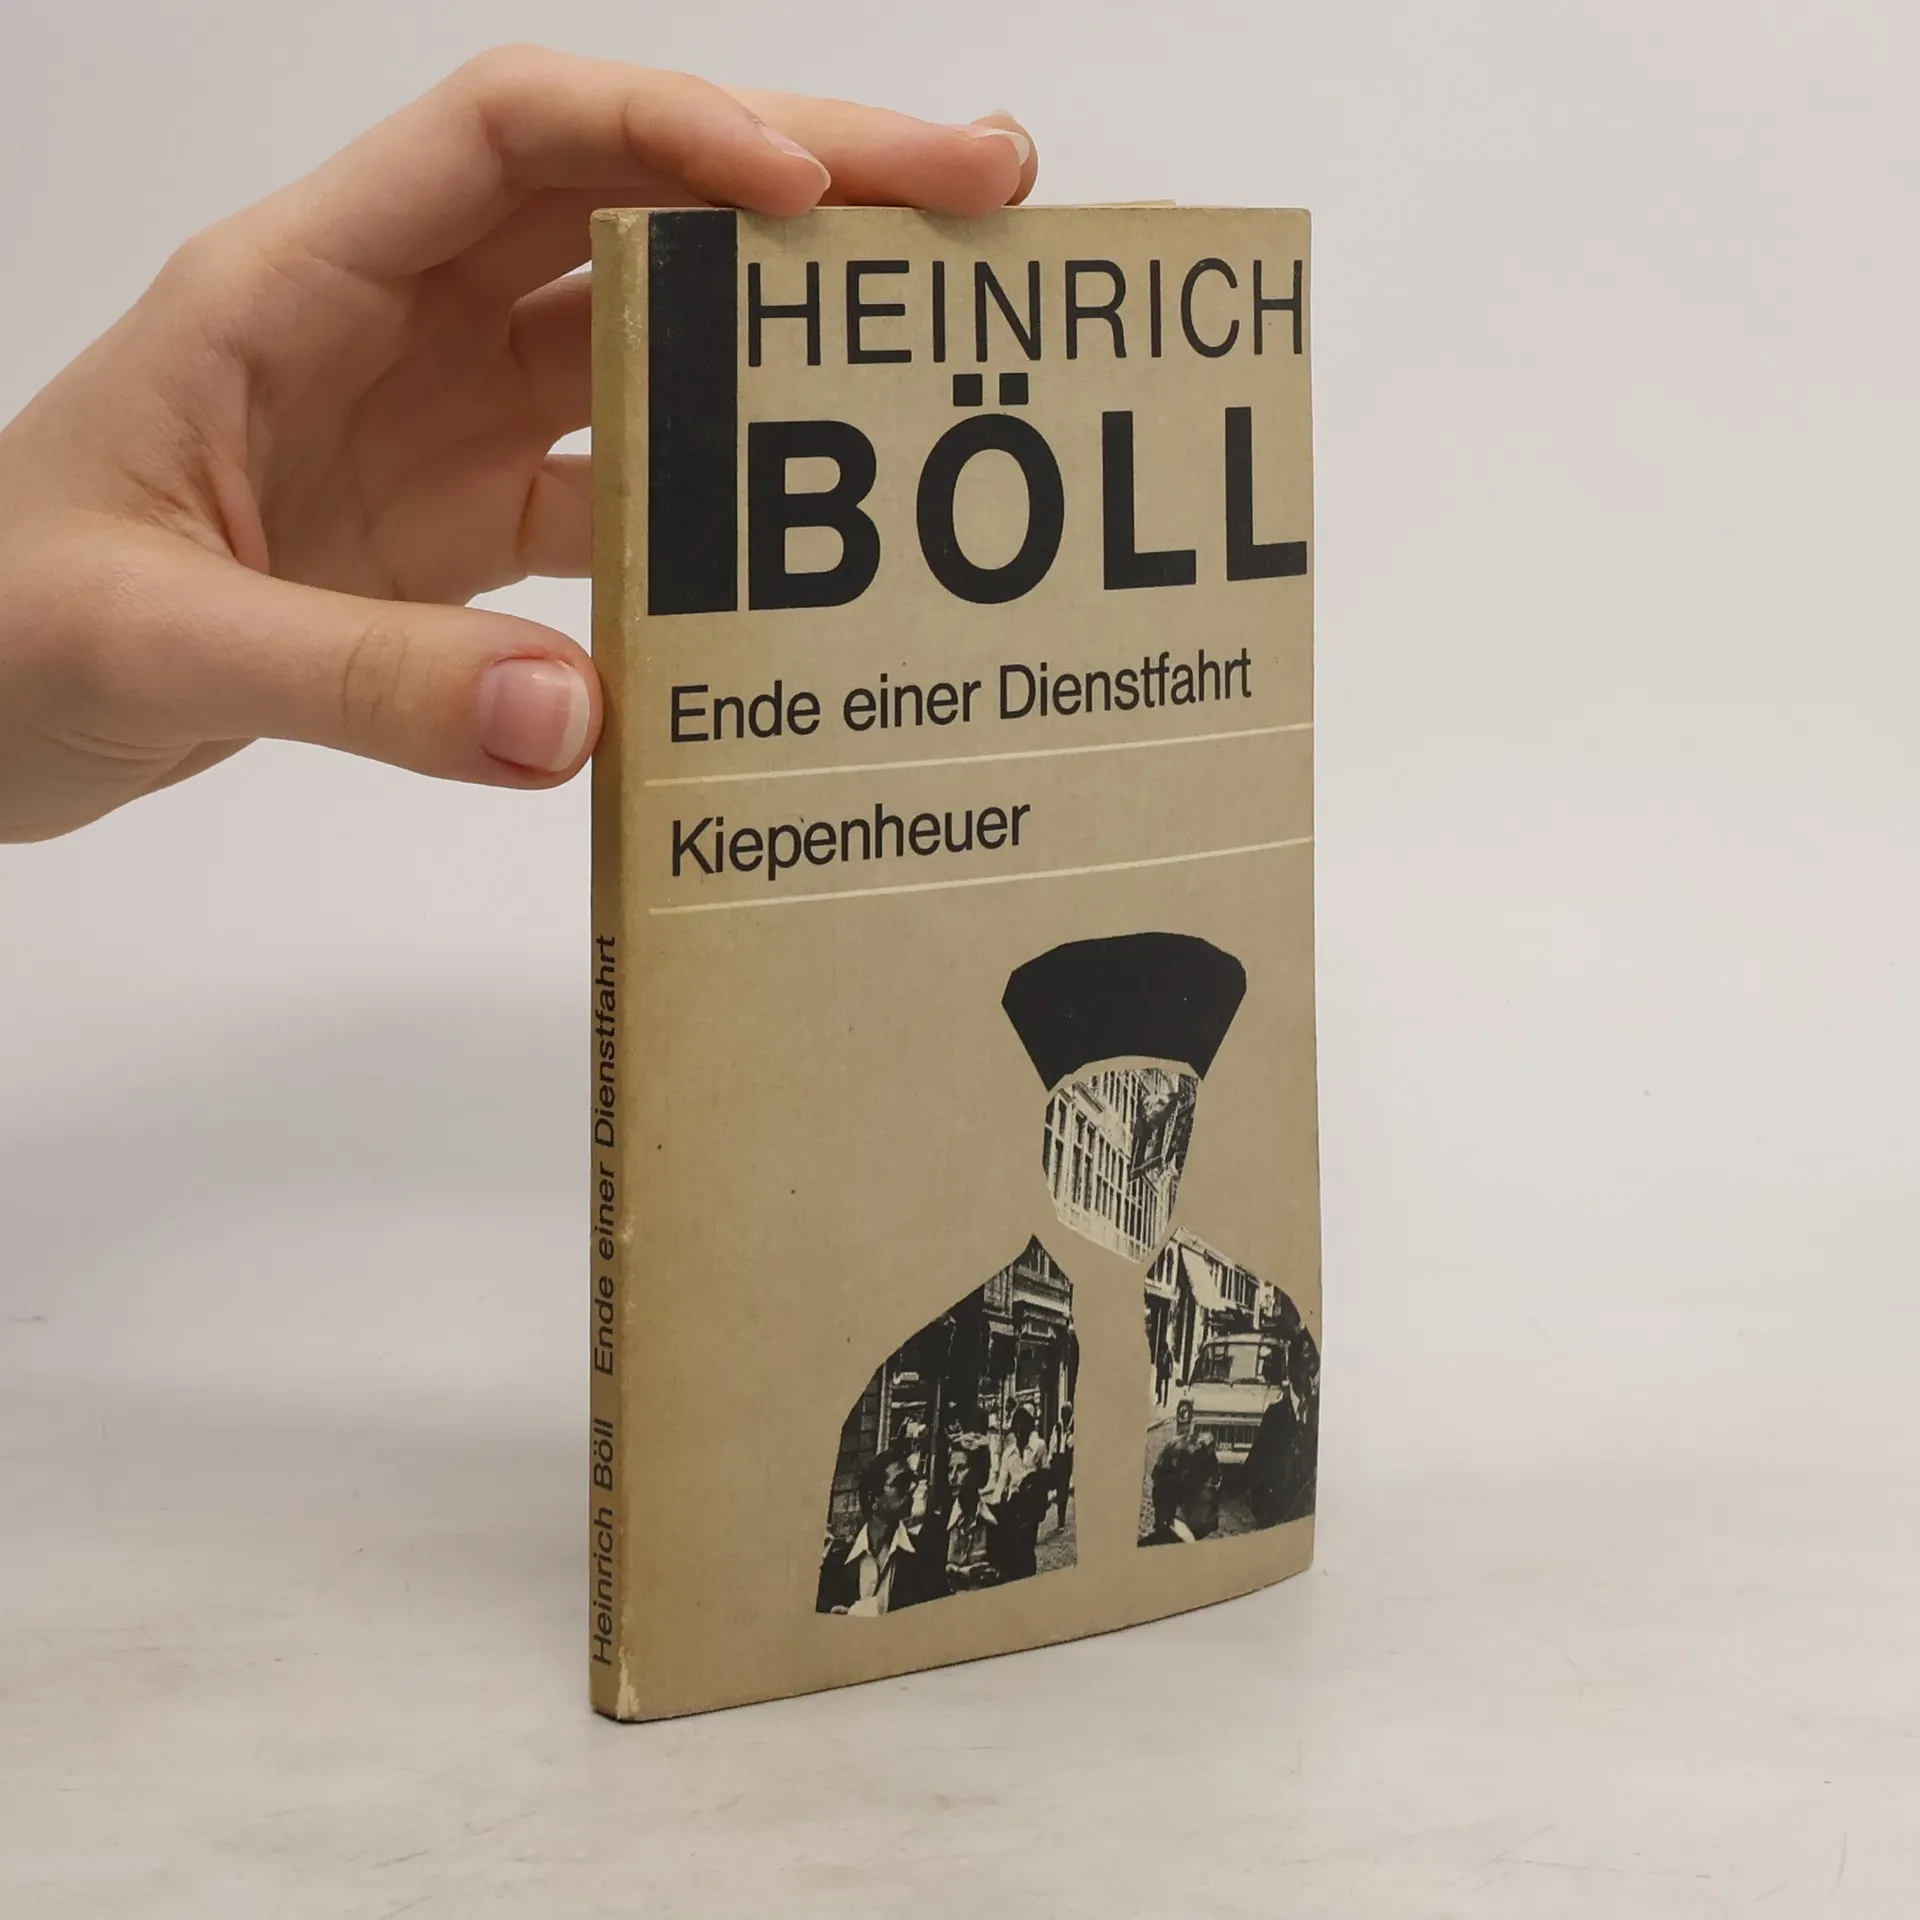 HEINRICH
BÖLL
Ende einer Dienstfahrt
Kiepenheuer
Heinrich Böll Ende einer Dienstfahrt